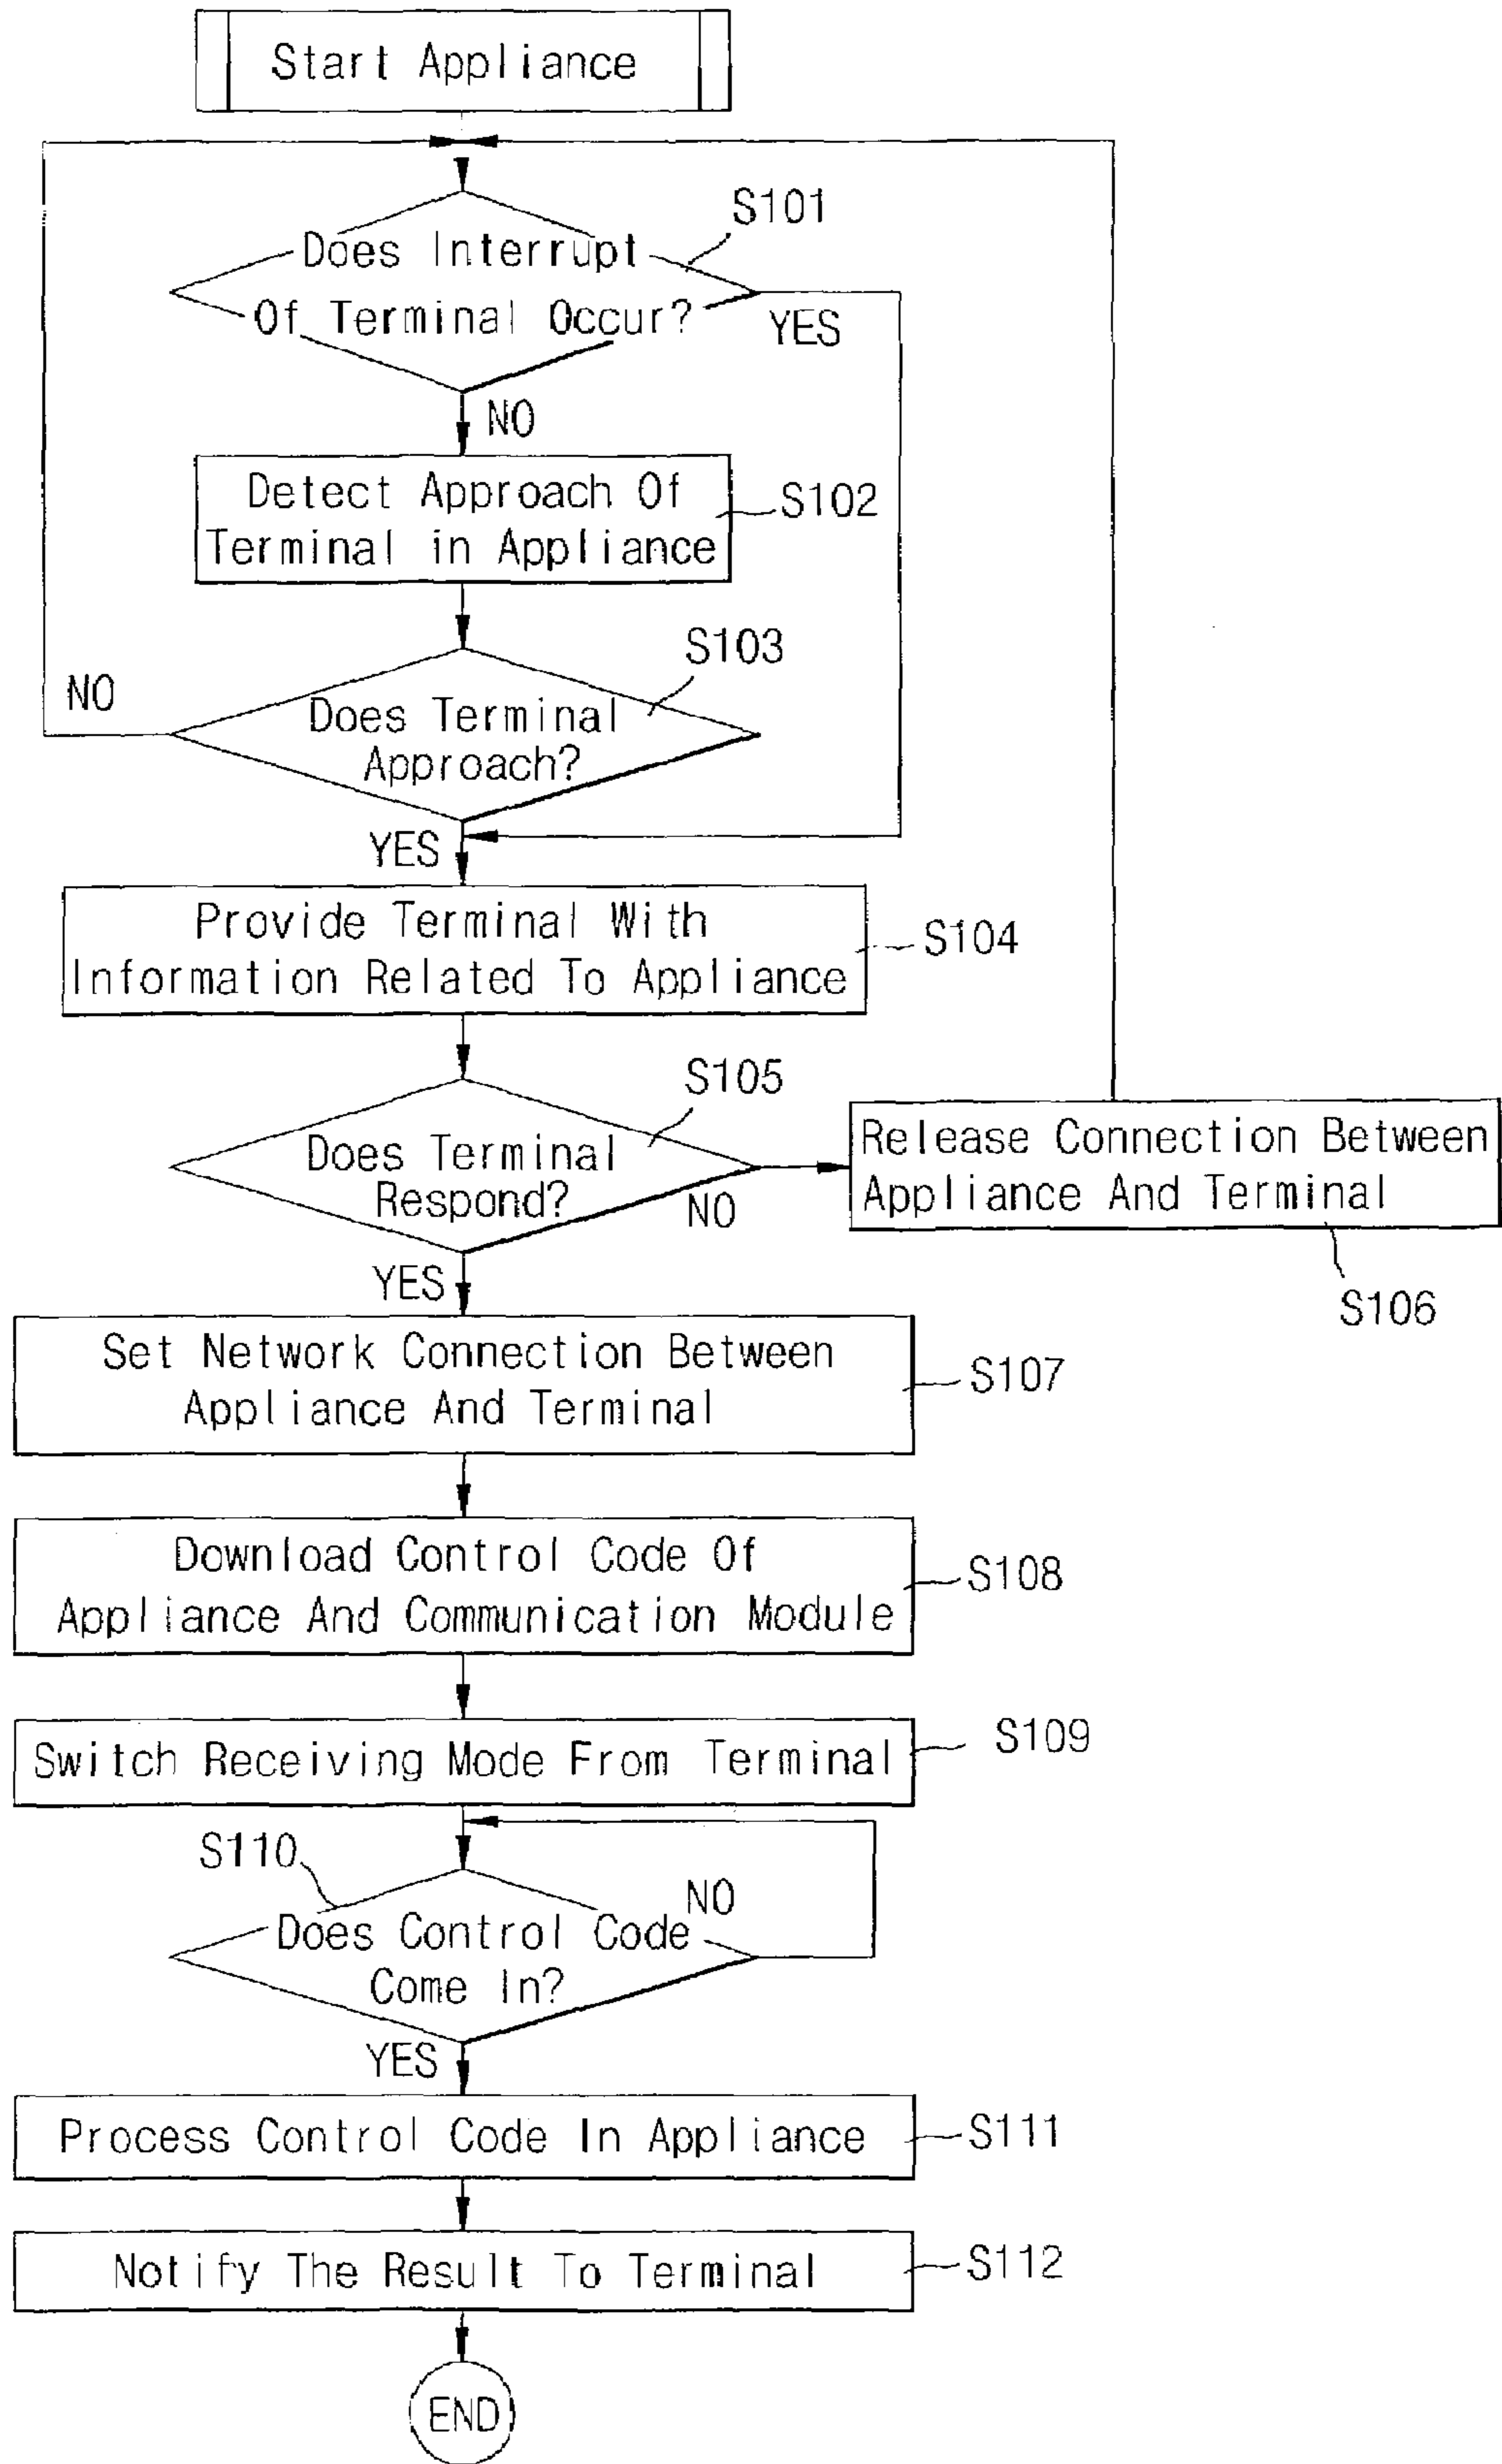 Start Appliance
S101
Does Interrupt
Of Terminal Occur?
YES
NO
Detect Approach Of
Terminal in Appliance
S102
S103
NO
Does Terminal
Approach?
YES
Provide Terminal With
Information Related To Appliance
S104
S105
Does Terminal
Respond?
NO
Release Connection Between
Appliance And Terminal
S106
YES
Set Network Connection Between
Appliance And Terminal
S107
Download Control Code Of
Appliance And Communication Module
S108
Switch Receiving Mode From Terminal
S109
S110
NO
Does Control Code
Come In?
YES
Process Control Code In Appliance
S111
Notify The Result To Terminal
S112
END